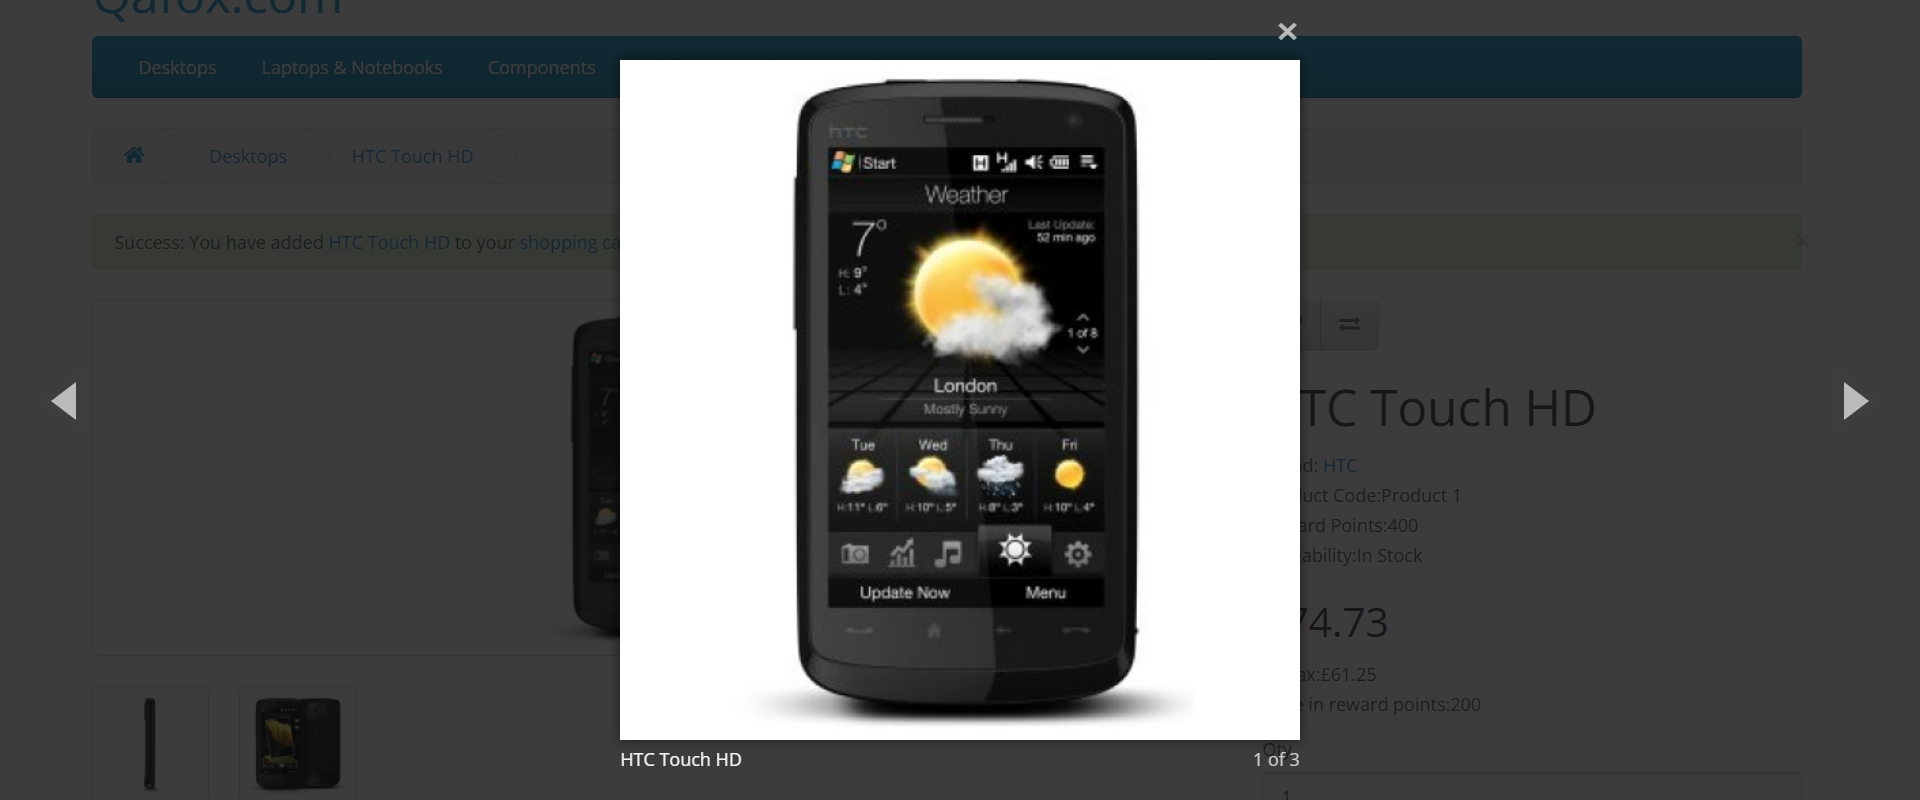 Qafox.com
Desktops Laptops & Notebooks Components
Desktops HTC Touch HD
Success: You have added HTC Touch HD to your shopping ca
hTC
Start
Weather
7°
Last Update:
52 min ago
H: 9°
L: 4°
1 of 8
London
Mostly Sunny
Tue Wed Thu Fri
H:11° L:6° H:10° L:5° H:8° L:3° H:10° L:4°
Update Now Menu
HTC Touch HD
1 of 3
TC Touch HD
d: HTC
uct Code:Product 1
ard Points:400
ability:In Stock
74.73
ax:£61.25
in reward points:200
Qty
1